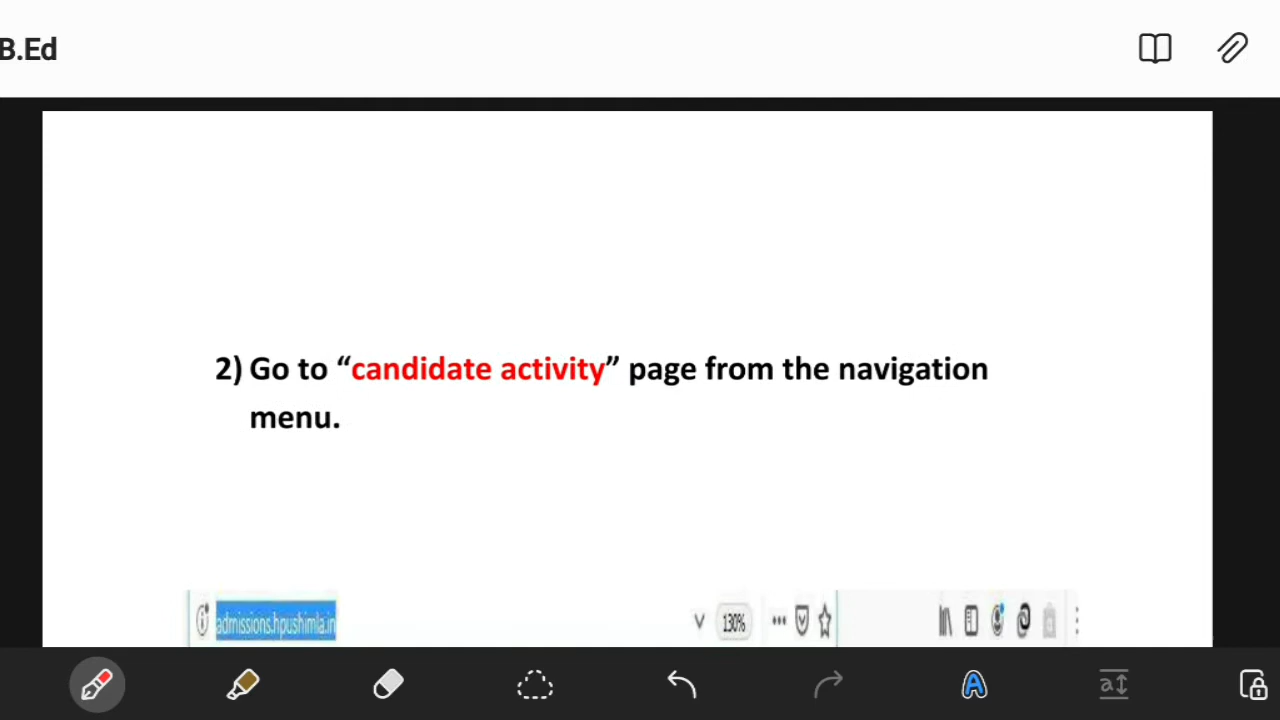 B.Ed
2) Go to “candidate activity” page from the navigation
menu.
admissions.hpushimla.in
130%
A
a